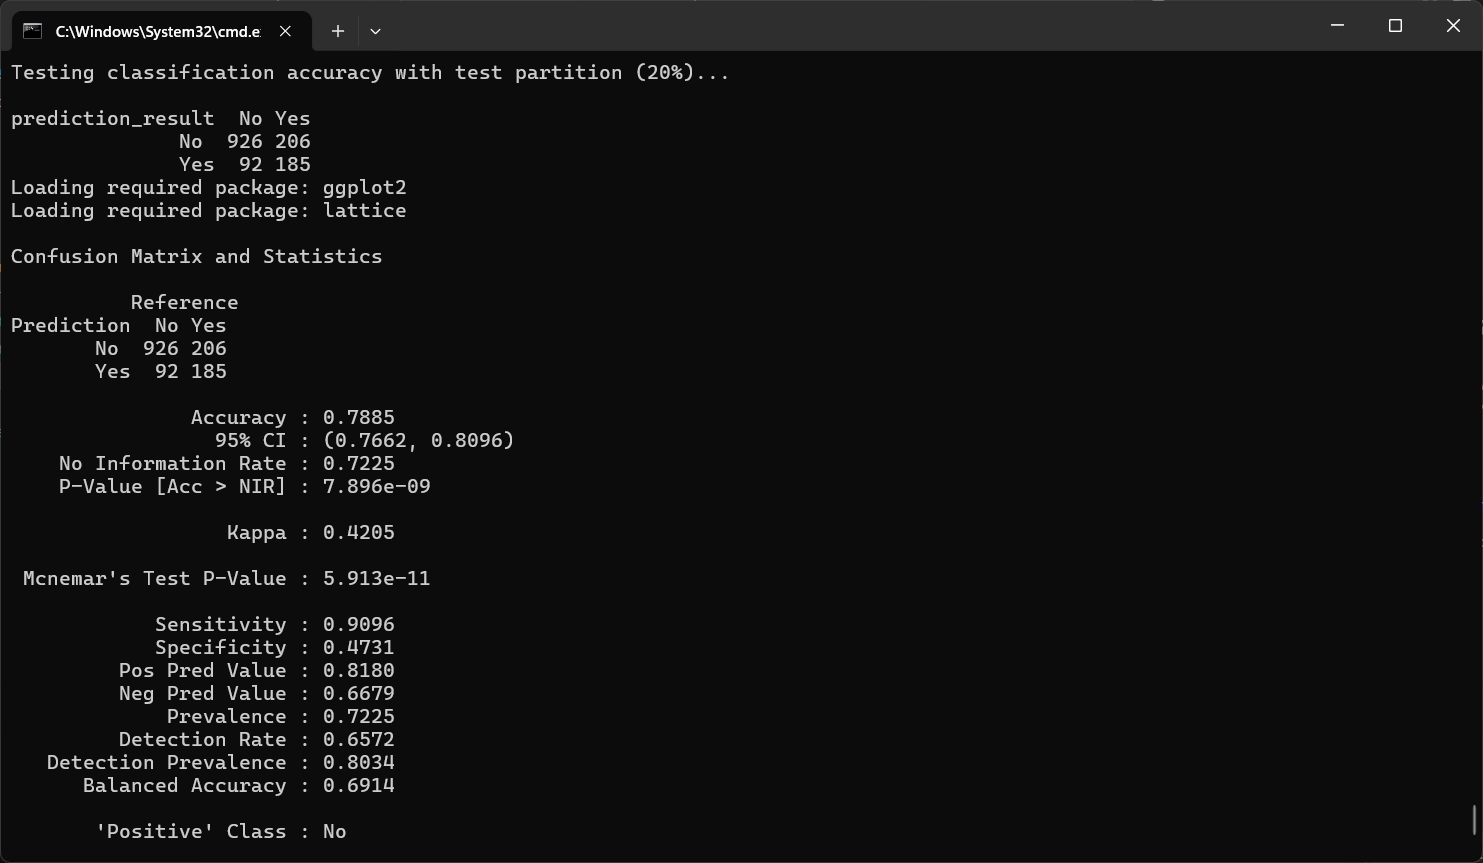 C:\Windows\System32\cmd.e
Testing classification accuracy with test partition (20%)...
prediction_result  No Yes
              No  926 206
              Yes  92 185
Loading required package: ggplot2
Loading required package: lattice
Confusion Matrix and Statistics
          Reference
Prediction  No Yes
       No  926 206
       Yes  92 185
               Accuracy : 0.7885
                 95% CI : (0.7662, 0.8096)
    No Information Rate : 0.7225
    P-Value [Acc > NIR] : 7.896e-09
                  Kappa : 0.4205
 Mcnemar's Test P-Value : 5.913e-11
            Sensitivity : 0.9096
            Specificity : 0.4731
         Pos Pred Value : 0.8180
         Neg Pred Value : 0.6679
             Prevalence : 0.7225
         Detection Rate : 0.6572
   Detection Prevalence : 0.8034
      Balanced Accuracy : 0.6914
       'Positive' Class : No